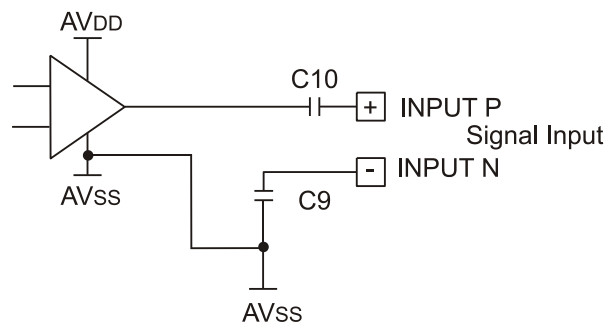 AVDD
C10
+
INPUT P
Signal Input
-
INPUT N
AVSS
C9
AVSS